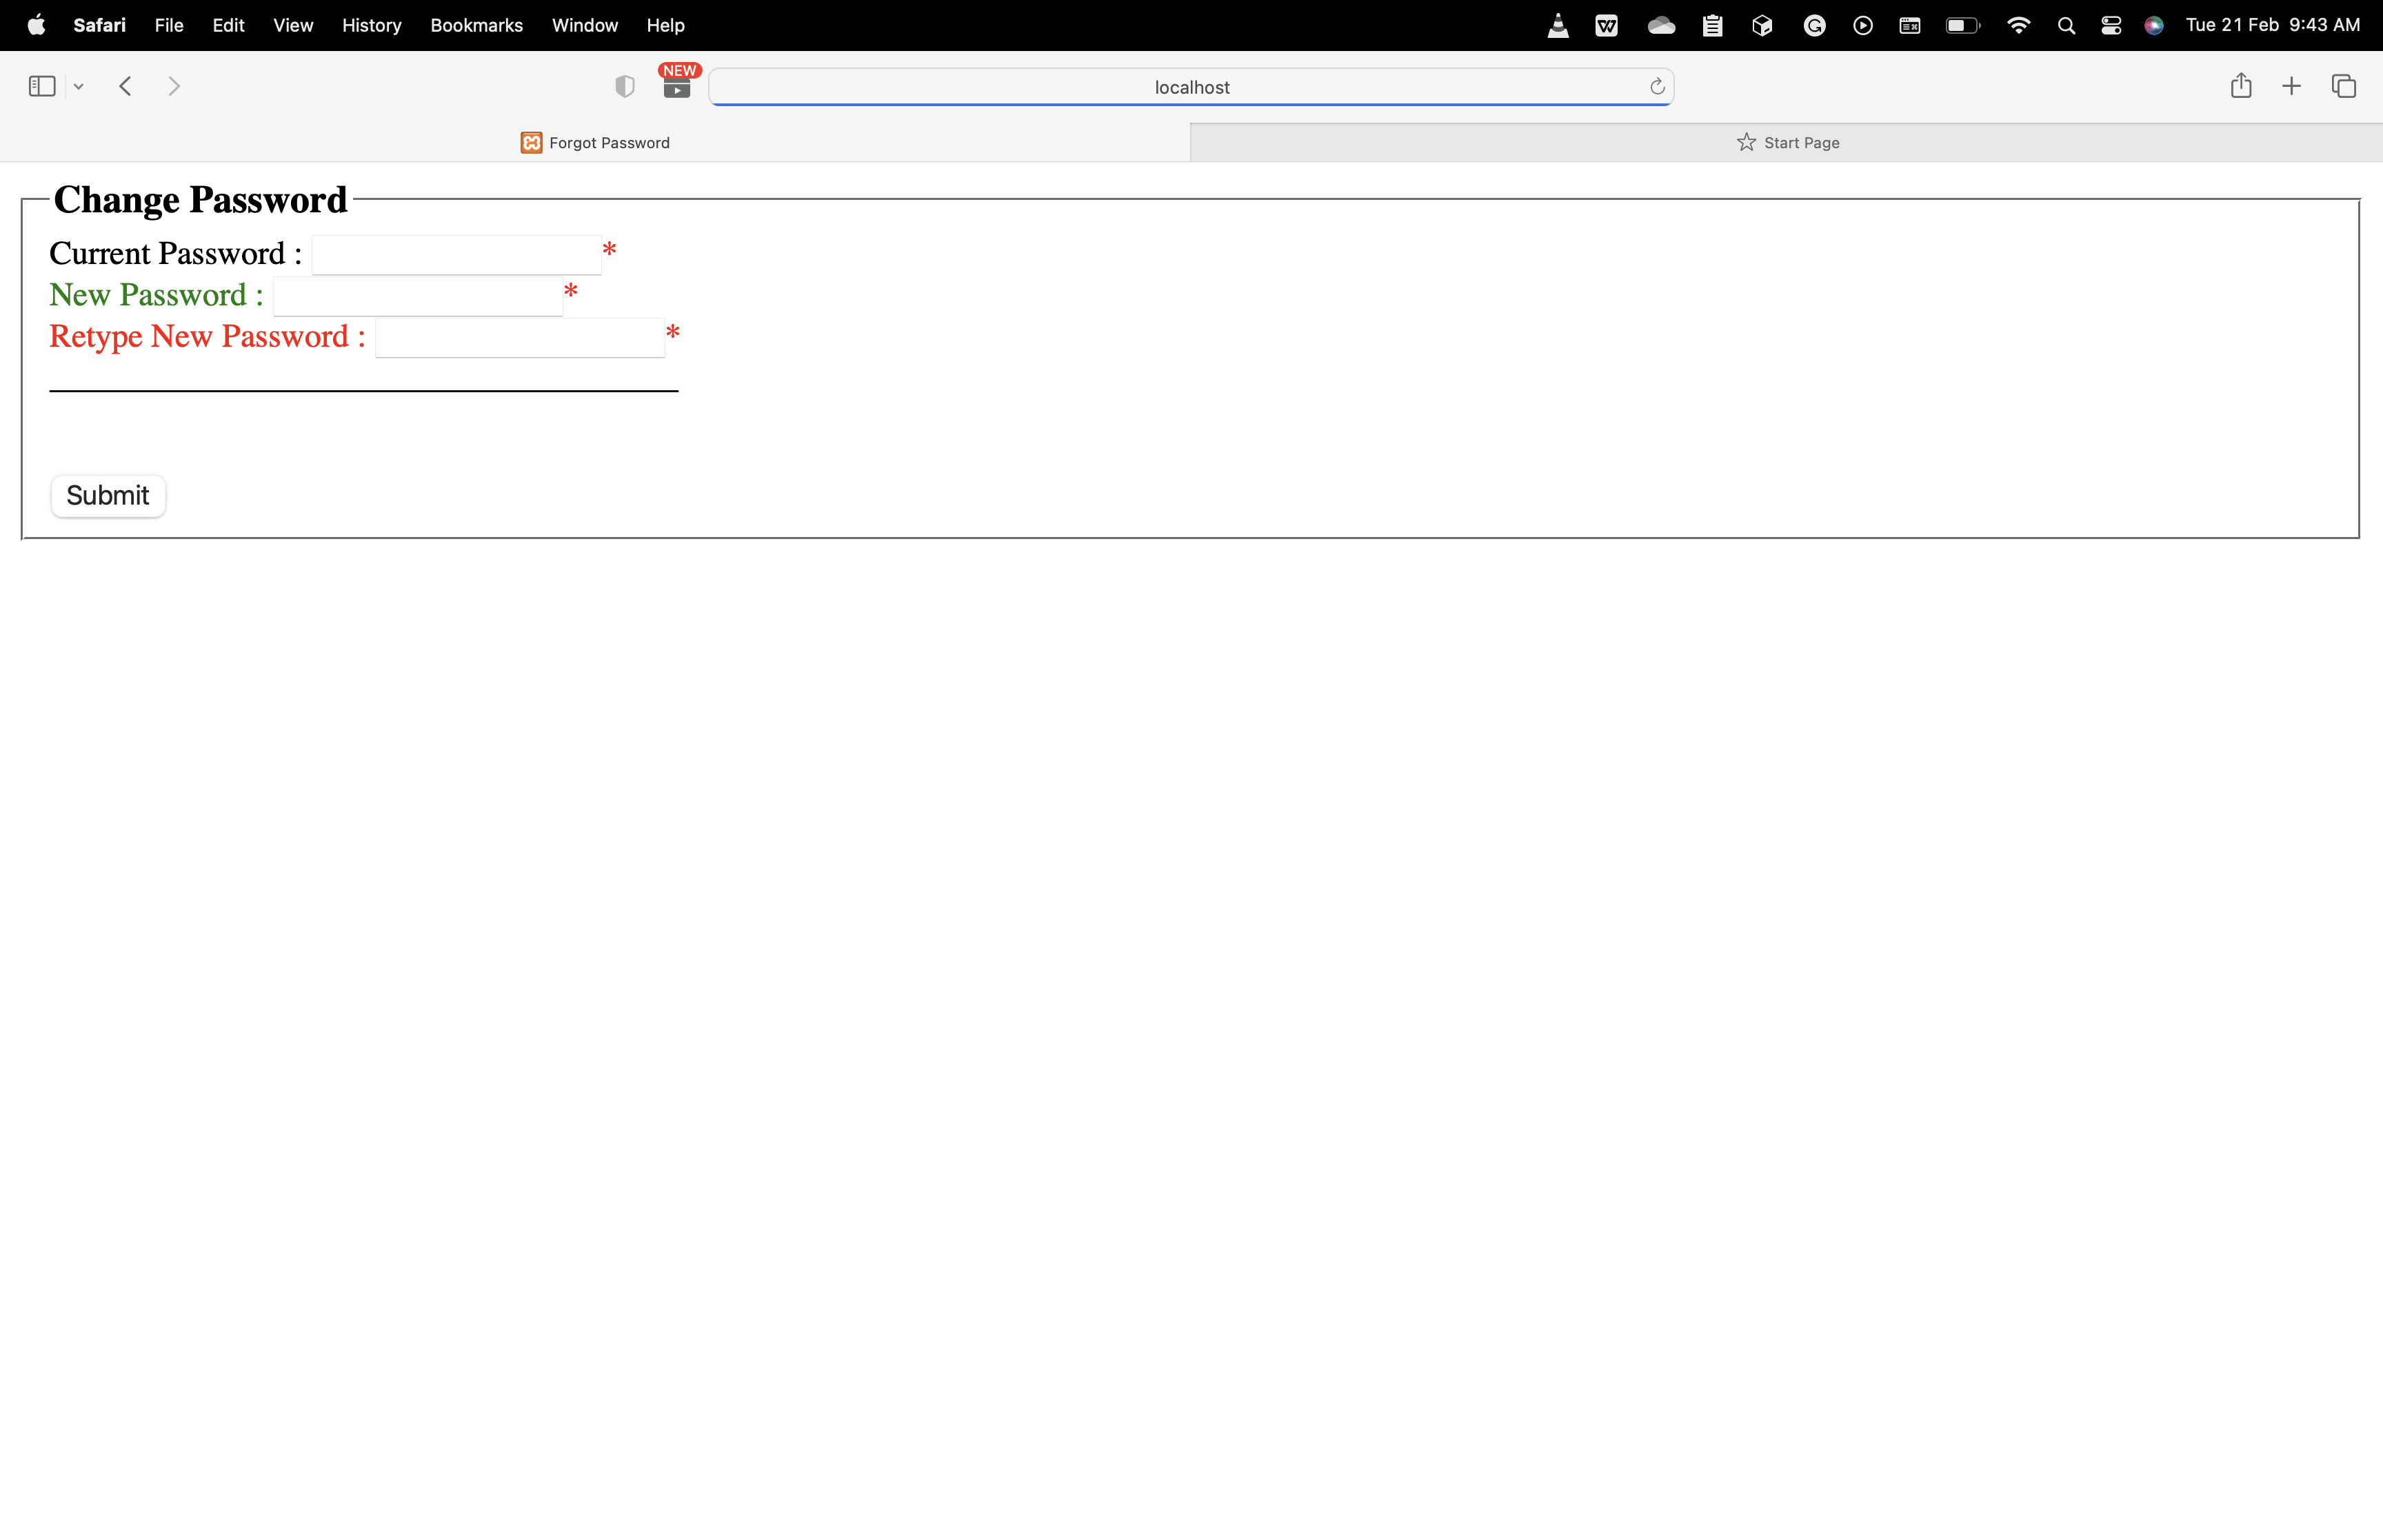 Safari File Edit View History Bookmarks Window Help Tue 21 Feb 9:43 AM
NEW
localhost
Forgot Password Start Page
Change Password
Current Password : *
New Password : *
Retype New Password : *
Submit